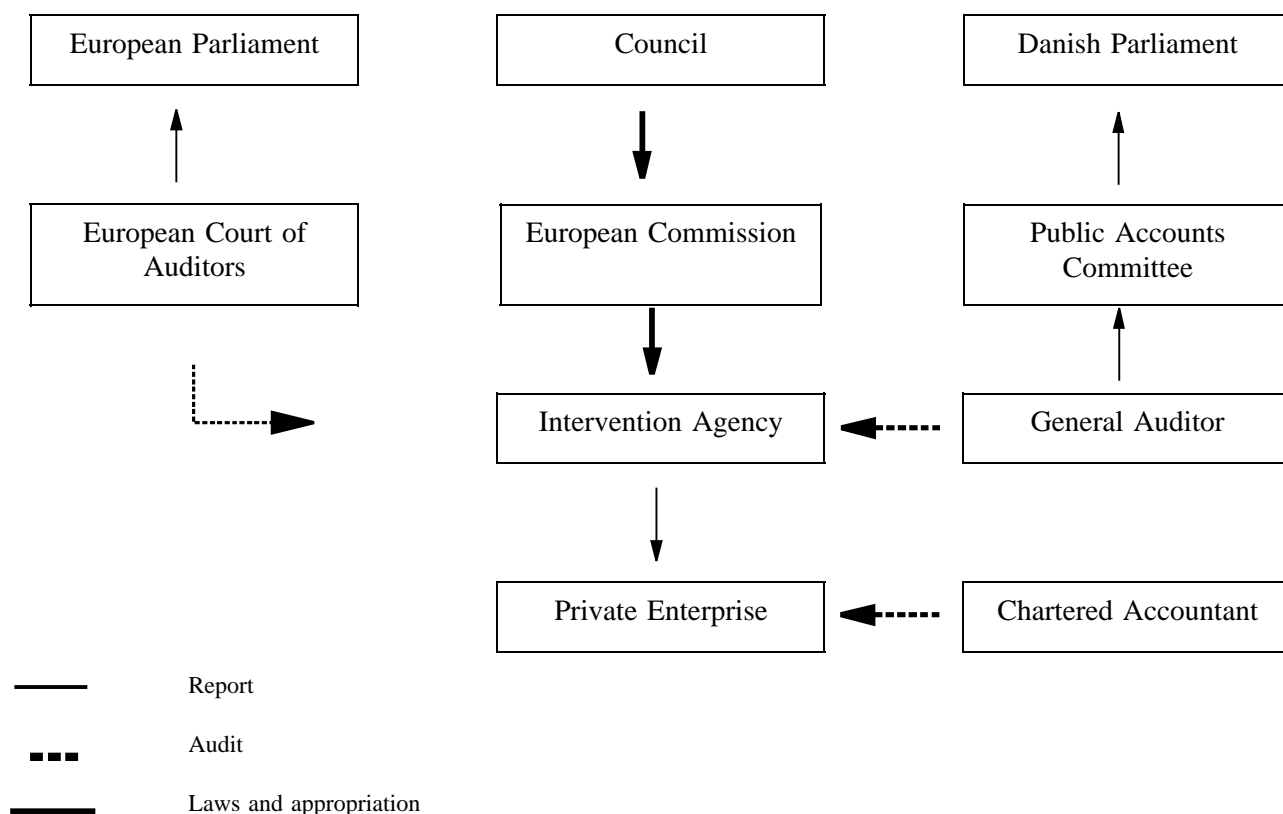 European Parliament
Council
Danish Parliament
European Court of
Auditors
European Commission
Public Accounts
Committee
Intervention Agency
General Auditor
Private Enterprise
Chartered Accountant
Report
Audit
Laws and appropriation